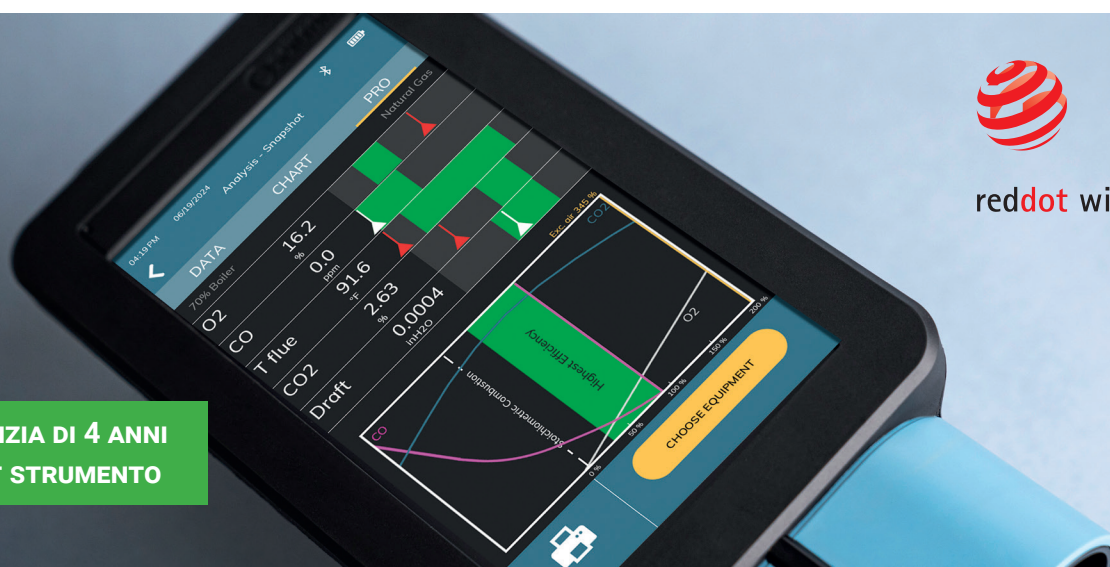 04:19 PM 06/19/2024 Analysis - Snapshot
DATA CHART PRO
70% Boiler Natural Gas
O2 16.2
%
CO 0.0
ppm
T flue 91.6
°F
CO2 2.63
%
Draft 0.0004
inH2O
Exc. air 345 %
CO
CO2
O2
Highest Efficiency
Stoichiometric Combustion
0 %
50 %
100 %
150 %
200 %
CHOOSE EQUIPMENT
reddot wi
IZIA DI 4 ANNI
T STRUMENTO